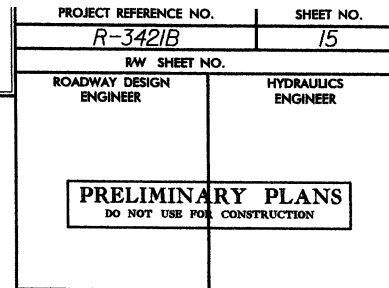 PROJECT REFERENCE NO. SHEET NO.
R-3421B 15
R/W SHEET NO.
ROADWAY DESIGN HYDRAULICS
ENGINEER ENGINEER
PRELIMINARY PLANS
DO NOT USE FOR CONSTRUCTION